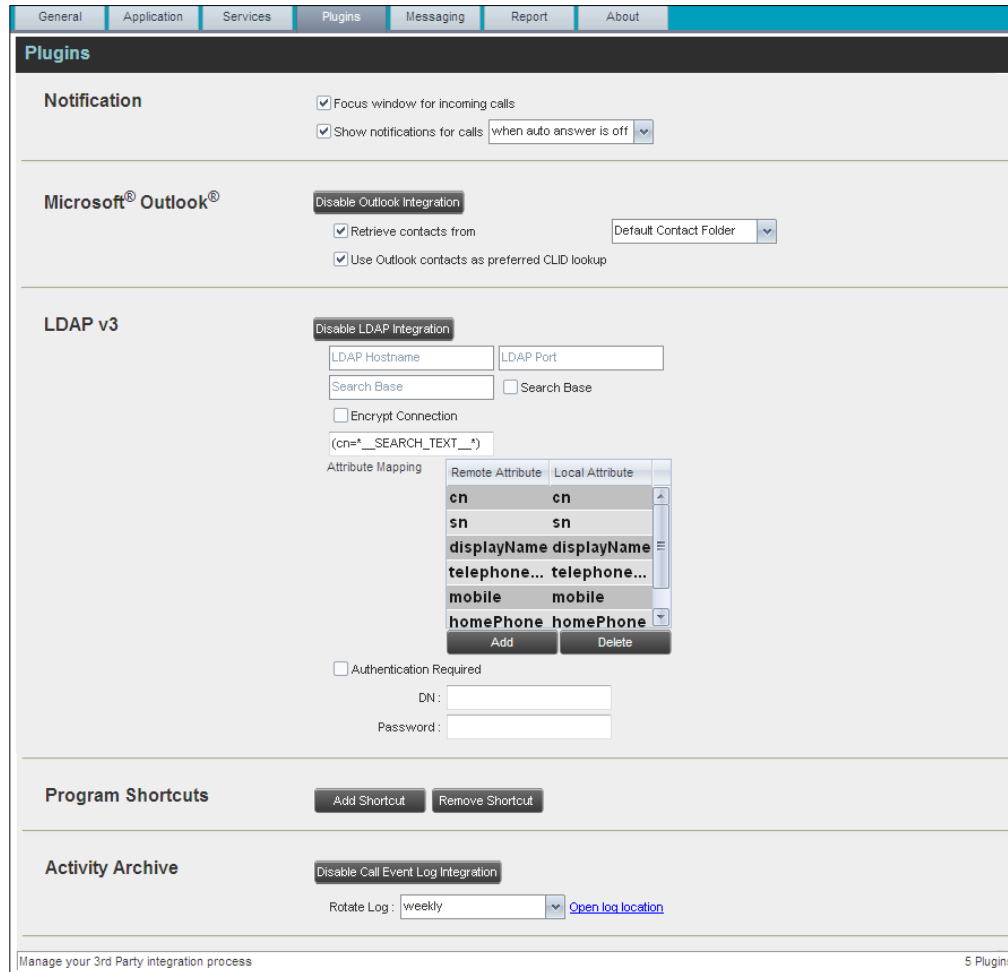 General Application Services Plugins Messaging Report About
Plugins
Notification
Focus window for incoming calls
Show notifications for calls when auto answer is off
Microsoft® Outlook®
Disable Outlook Integration
Retrieve contacts from Default Contact Folder
Use Outlook contacts as preferred CLID lookup
LDAP v3
Disable LDAP Integration
LDAP Hostname LDAP Port
Search Base Search Base
Encrypt Connection
(cn=*__SEARCH_TEXT__*)
Attribute Mapping
Remote Attribute Local Attribute
cn cn
sn sn
displayName displayName
telephone... telephone...
mobile mobile
homePhone homePhone
Add Delete
Authentication Required
DN :
Password :
Program Shortcuts
Add Shortcut Remove Shortcut
Activity Archive
Disable Call Event Log Integration
Rotate Log : weekly Open log location
Manage your 3rd Party integration process 5 Plugins